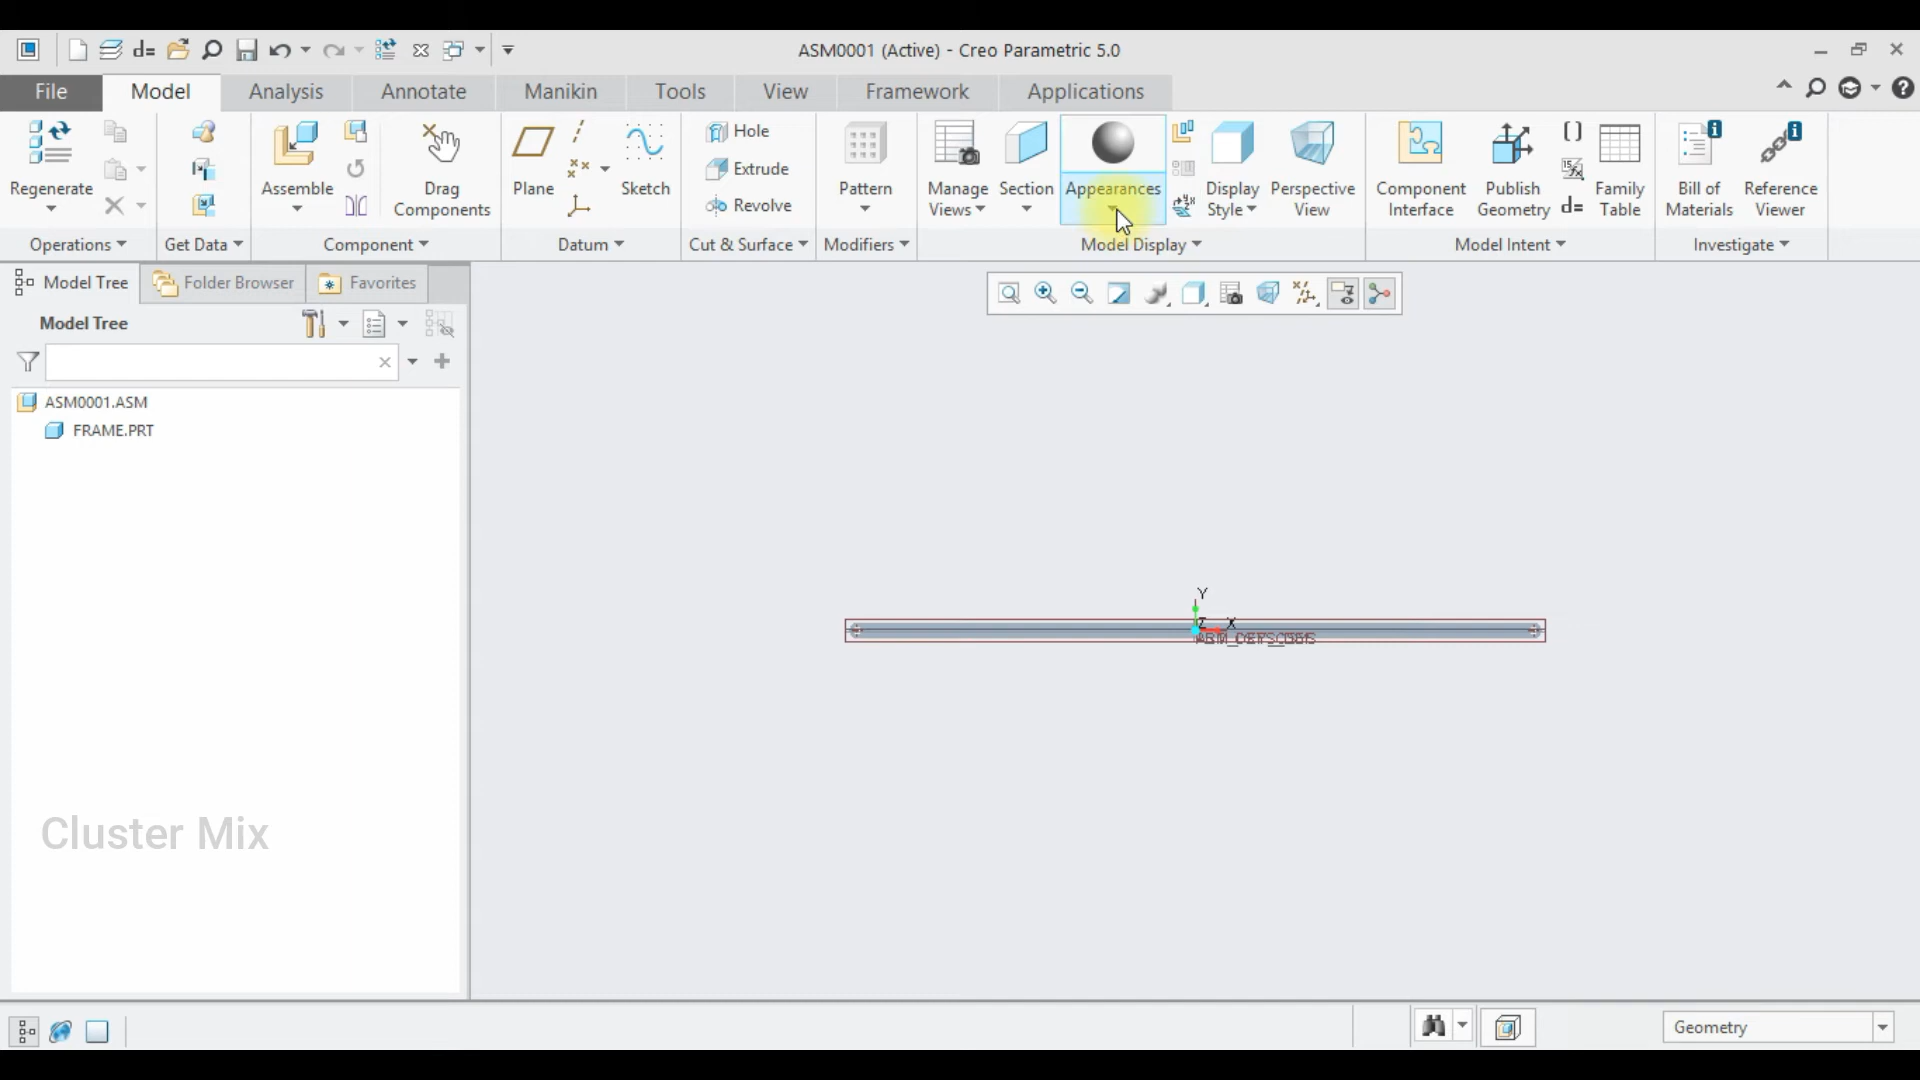 ASM0001 (Active) - Creo Parametric 5.0
File Model Analysis Annotate Manikin Tools View Framework Applications
Regenerate
Operations
Get Data
Assemble
Drag Components
Component
Plane
Sketch
Datum
Hole
Extrude
Revolve
Cut & Surface
Pattern
Modifiers
Manage Views
Section
Appearances
Display Style
Perspective View
Model Display
Component Interface
Publish Geometry
d=
Family Table
Model Intent
Bill of Materials
Reference Viewer
Investigate
Model Tree Folder Browser Favorites
Model Tree
ASM0001.ASM
FRAME.PRT
Y
Z X
Cluster Mix
Geometry